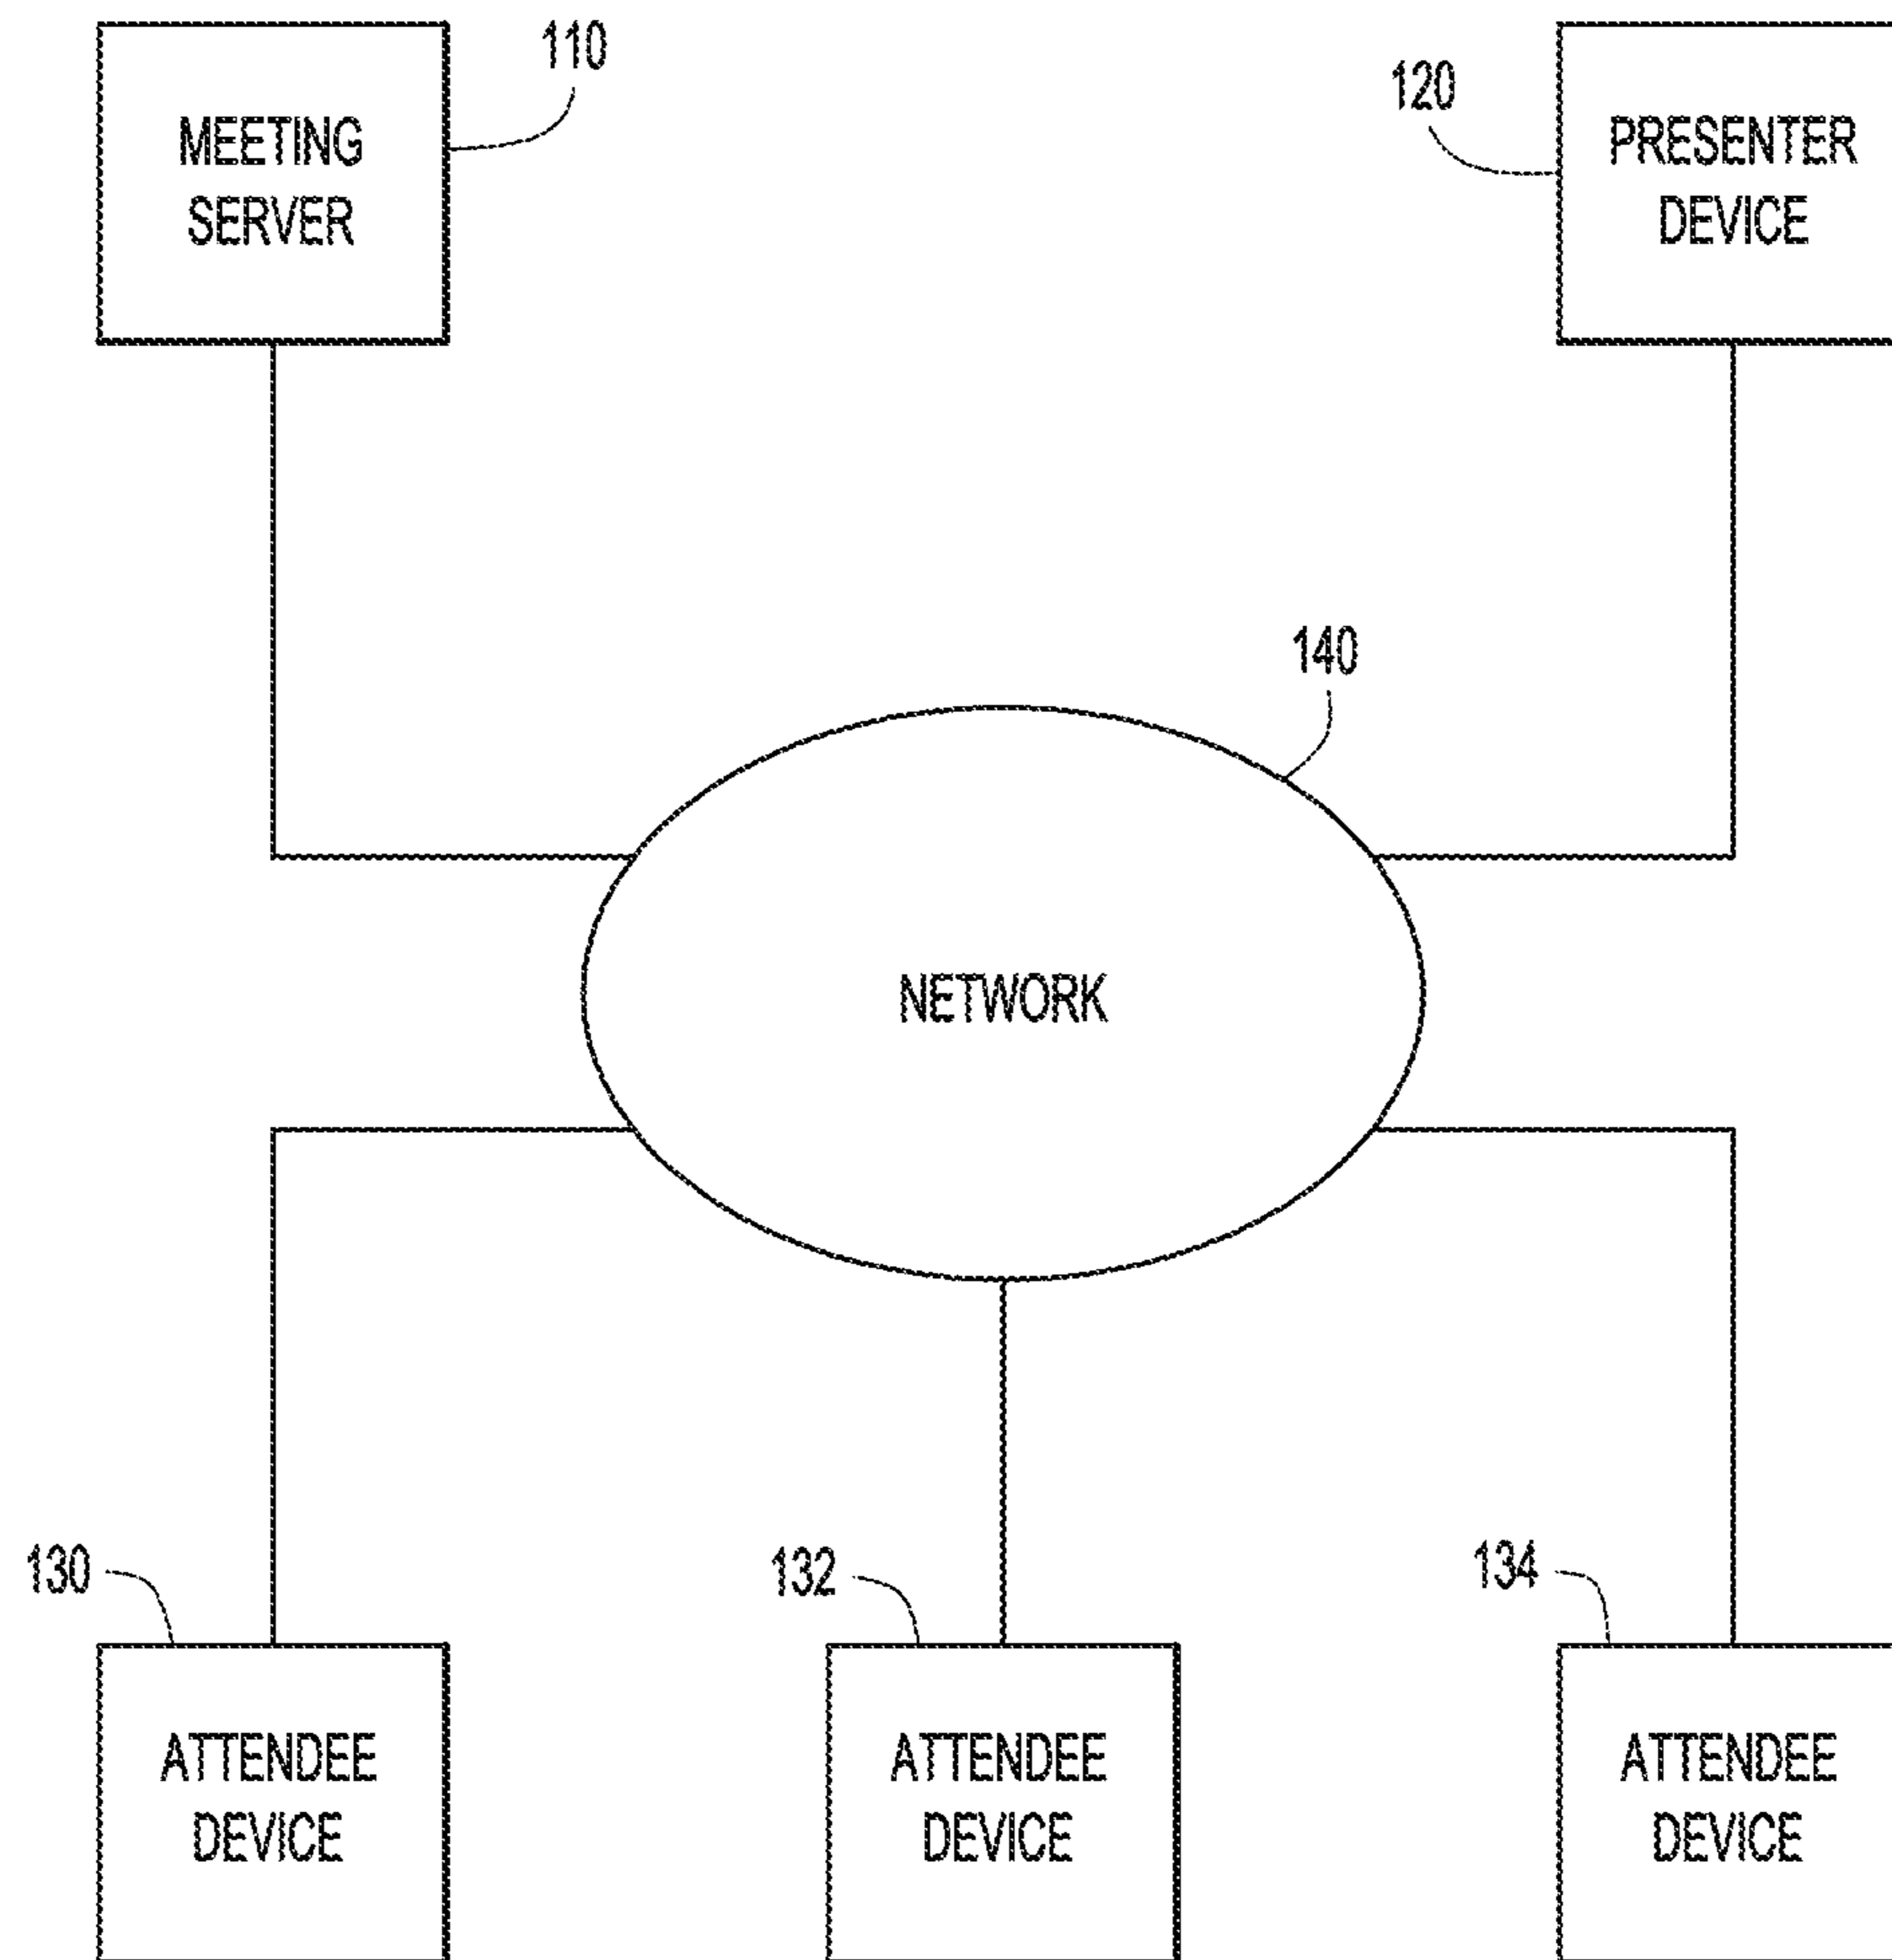 110
MEETING
SERVER
120
PRESENTER
DEVICE
140
NETWORK
130
ATTENDEE
DEVICE
132
ATTENDEE
DEVICE
134
ATTENDEE
DEVICE